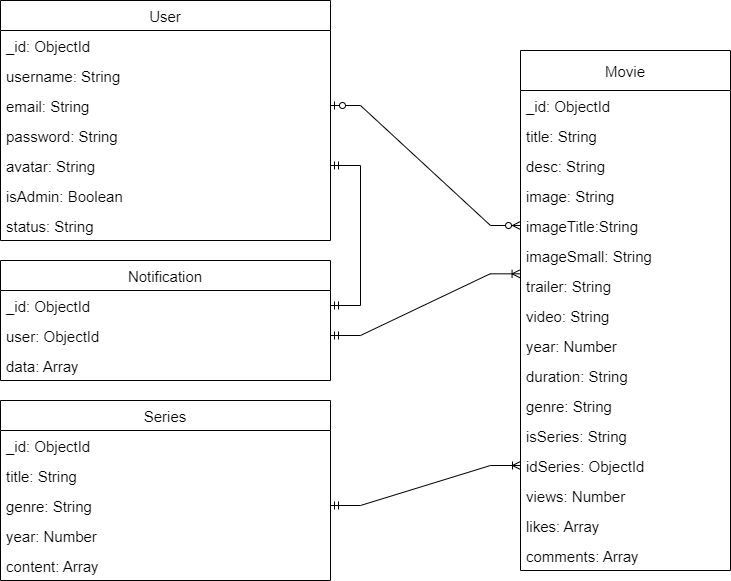 User
_id: ObjectId
username: String
email: String
password: String
avatar: String
isAdmin: Boolean
status: String
Notification
_id: ObjectId
user: ObjectId
data: Array
Series
_id: ObjectId
title: String
genre: String
year: Number
content: Array
Movie
_id: ObjectId
title: String
desc: String
image: String
imageTitle:String
imageSmall: String
trailer: String
video: String
year: Number
duration: String
genre: String
isSeries: String
idSeries: ObjectId
views: Number
likes: Array
comments: Array